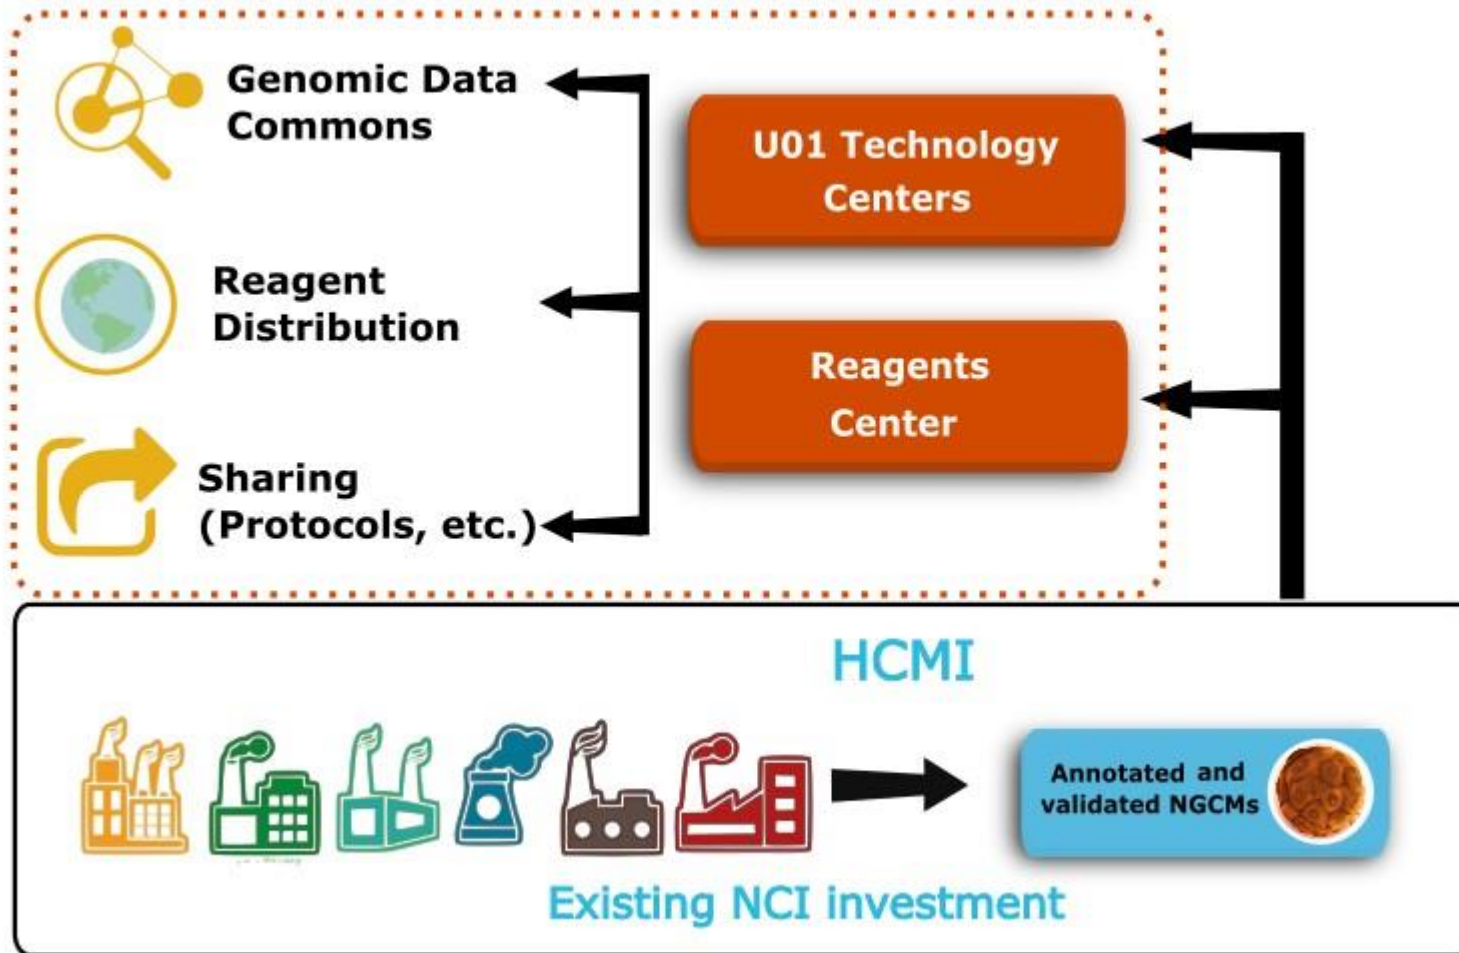 Genomic Data
Commons
U01 Technology
Centers
Reagent
Distribution
Reagents
Center
Sharing
(Protocols, etc.)
HCMI
Annotated and
validated NGCMs
Existing NCI investment